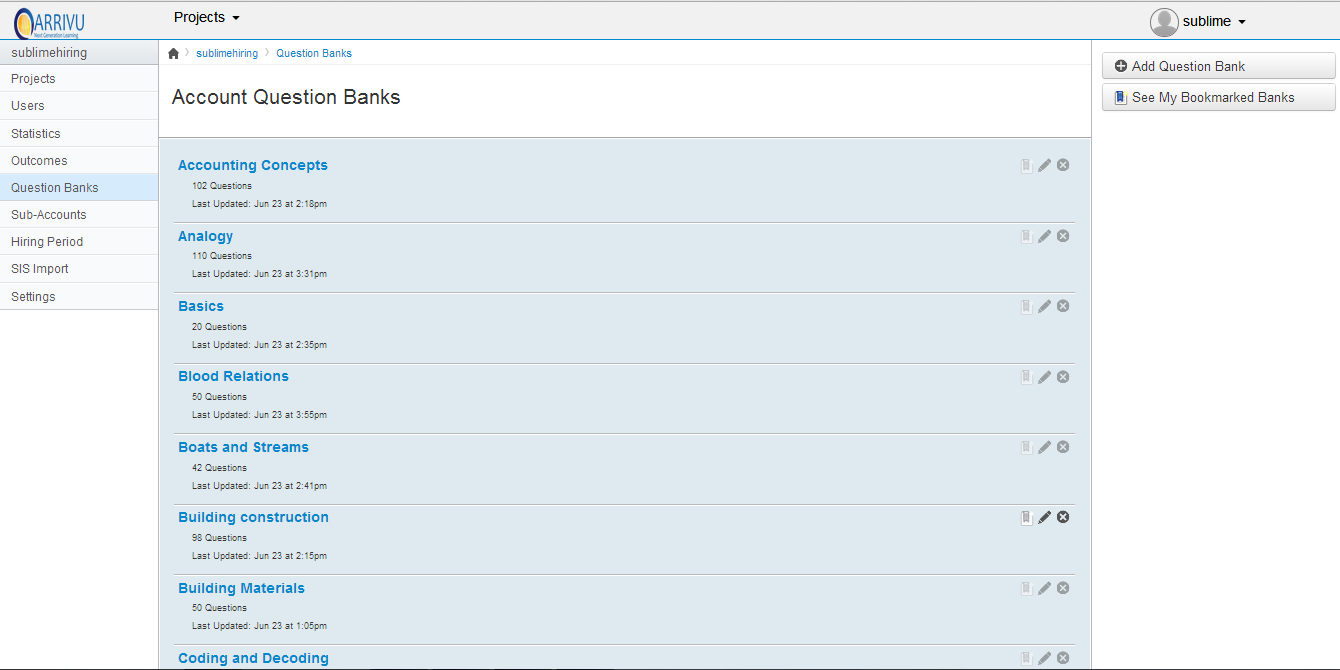 ARRIVU
Next Generation Learning
Projects
sublime
sublimehiring
Projects
Users
Statistics
Outcomes
Question Banks
Sub-Accounts
Hiring Period
SIS Import
Settings
sublimehiring
Question Banks
Account Question Banks
Accounting Concepts
102 Questions
Last Updated: Jun 23 at 2:18pm
Analogy
110 Questions
Last Updated: Jun 23 at 3:31pm
Basics
20 Questions
Last Updated: Jun 23 at 2:35pm
Blood Relations
50 Questions
Last Updated: Jun 23 at 3:55pm
Boats and Streams
42 Questions
Last Updated: Jun 23 at 2:41pm
Building construction
98 Questions
Last Updated: Jun 23 at 2:15pm
Building Materials
50 Questions
Last Updated: Jun 23 at 1:05pm
Coding and Decoding
Add Question Bank
See My Bookmarked Banks